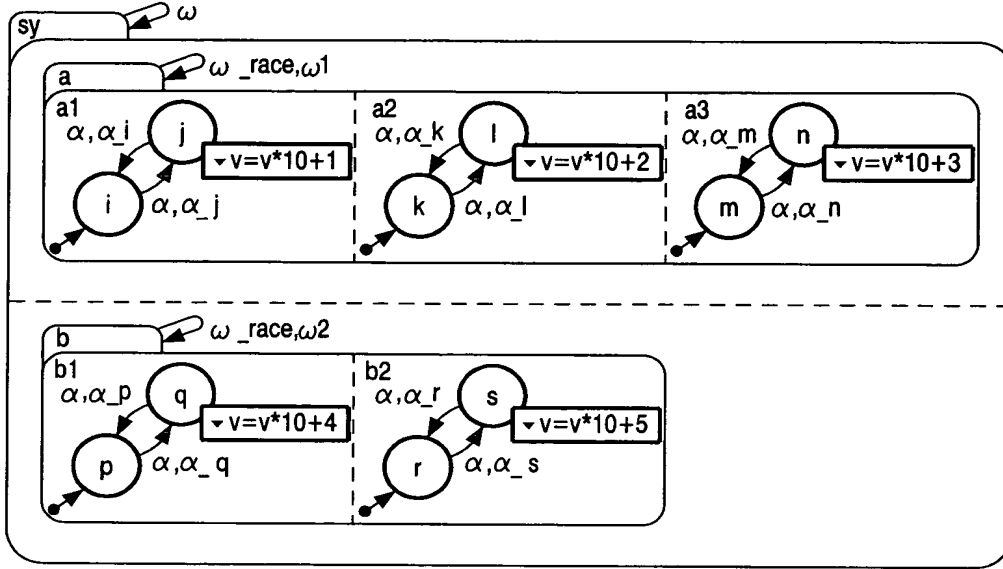 sy
ω
a
ω _race,ω1
a1
α,α_i
j
▾ v=v*10+1
i
α,α_j
a2
α,α_k
l
▾ v=v*10+2
k
α,α_l
a3
α,α_m
n
▾ v=v*10+3
m
α,α_n
b
ω _race,ω2
b1
α,α_p
q
▾ v=v*10+4
p
α,α_ q
b2
α,α_r
s
▾ v=v*10+5
r
α,α_ s